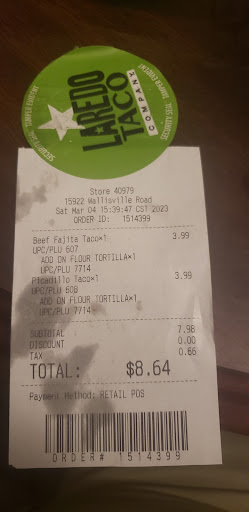 LAREDO
TACO
COMPANY
Store 40979
15922 Wallisville Road
Sat Mar 04 15:39:47 CST 2023
ORDER ID: 1514399
Beef Fajita Taco×1 3.99
UPC/PLU 607
ADD ON FLOUR TORTILLA×1
UPC/PLU 7714
Picadillo Taco×1 3.99
UPC/PLU 608
ADD ON FLOUR TORTILLA×1
UPC/PLU 7714
SUBTOTAL 7.98
DISCOUNT 0.00
TAX 0.66
TOTAL: $8.64
Payment Method: RETAIL POS
ORDER# 1514399